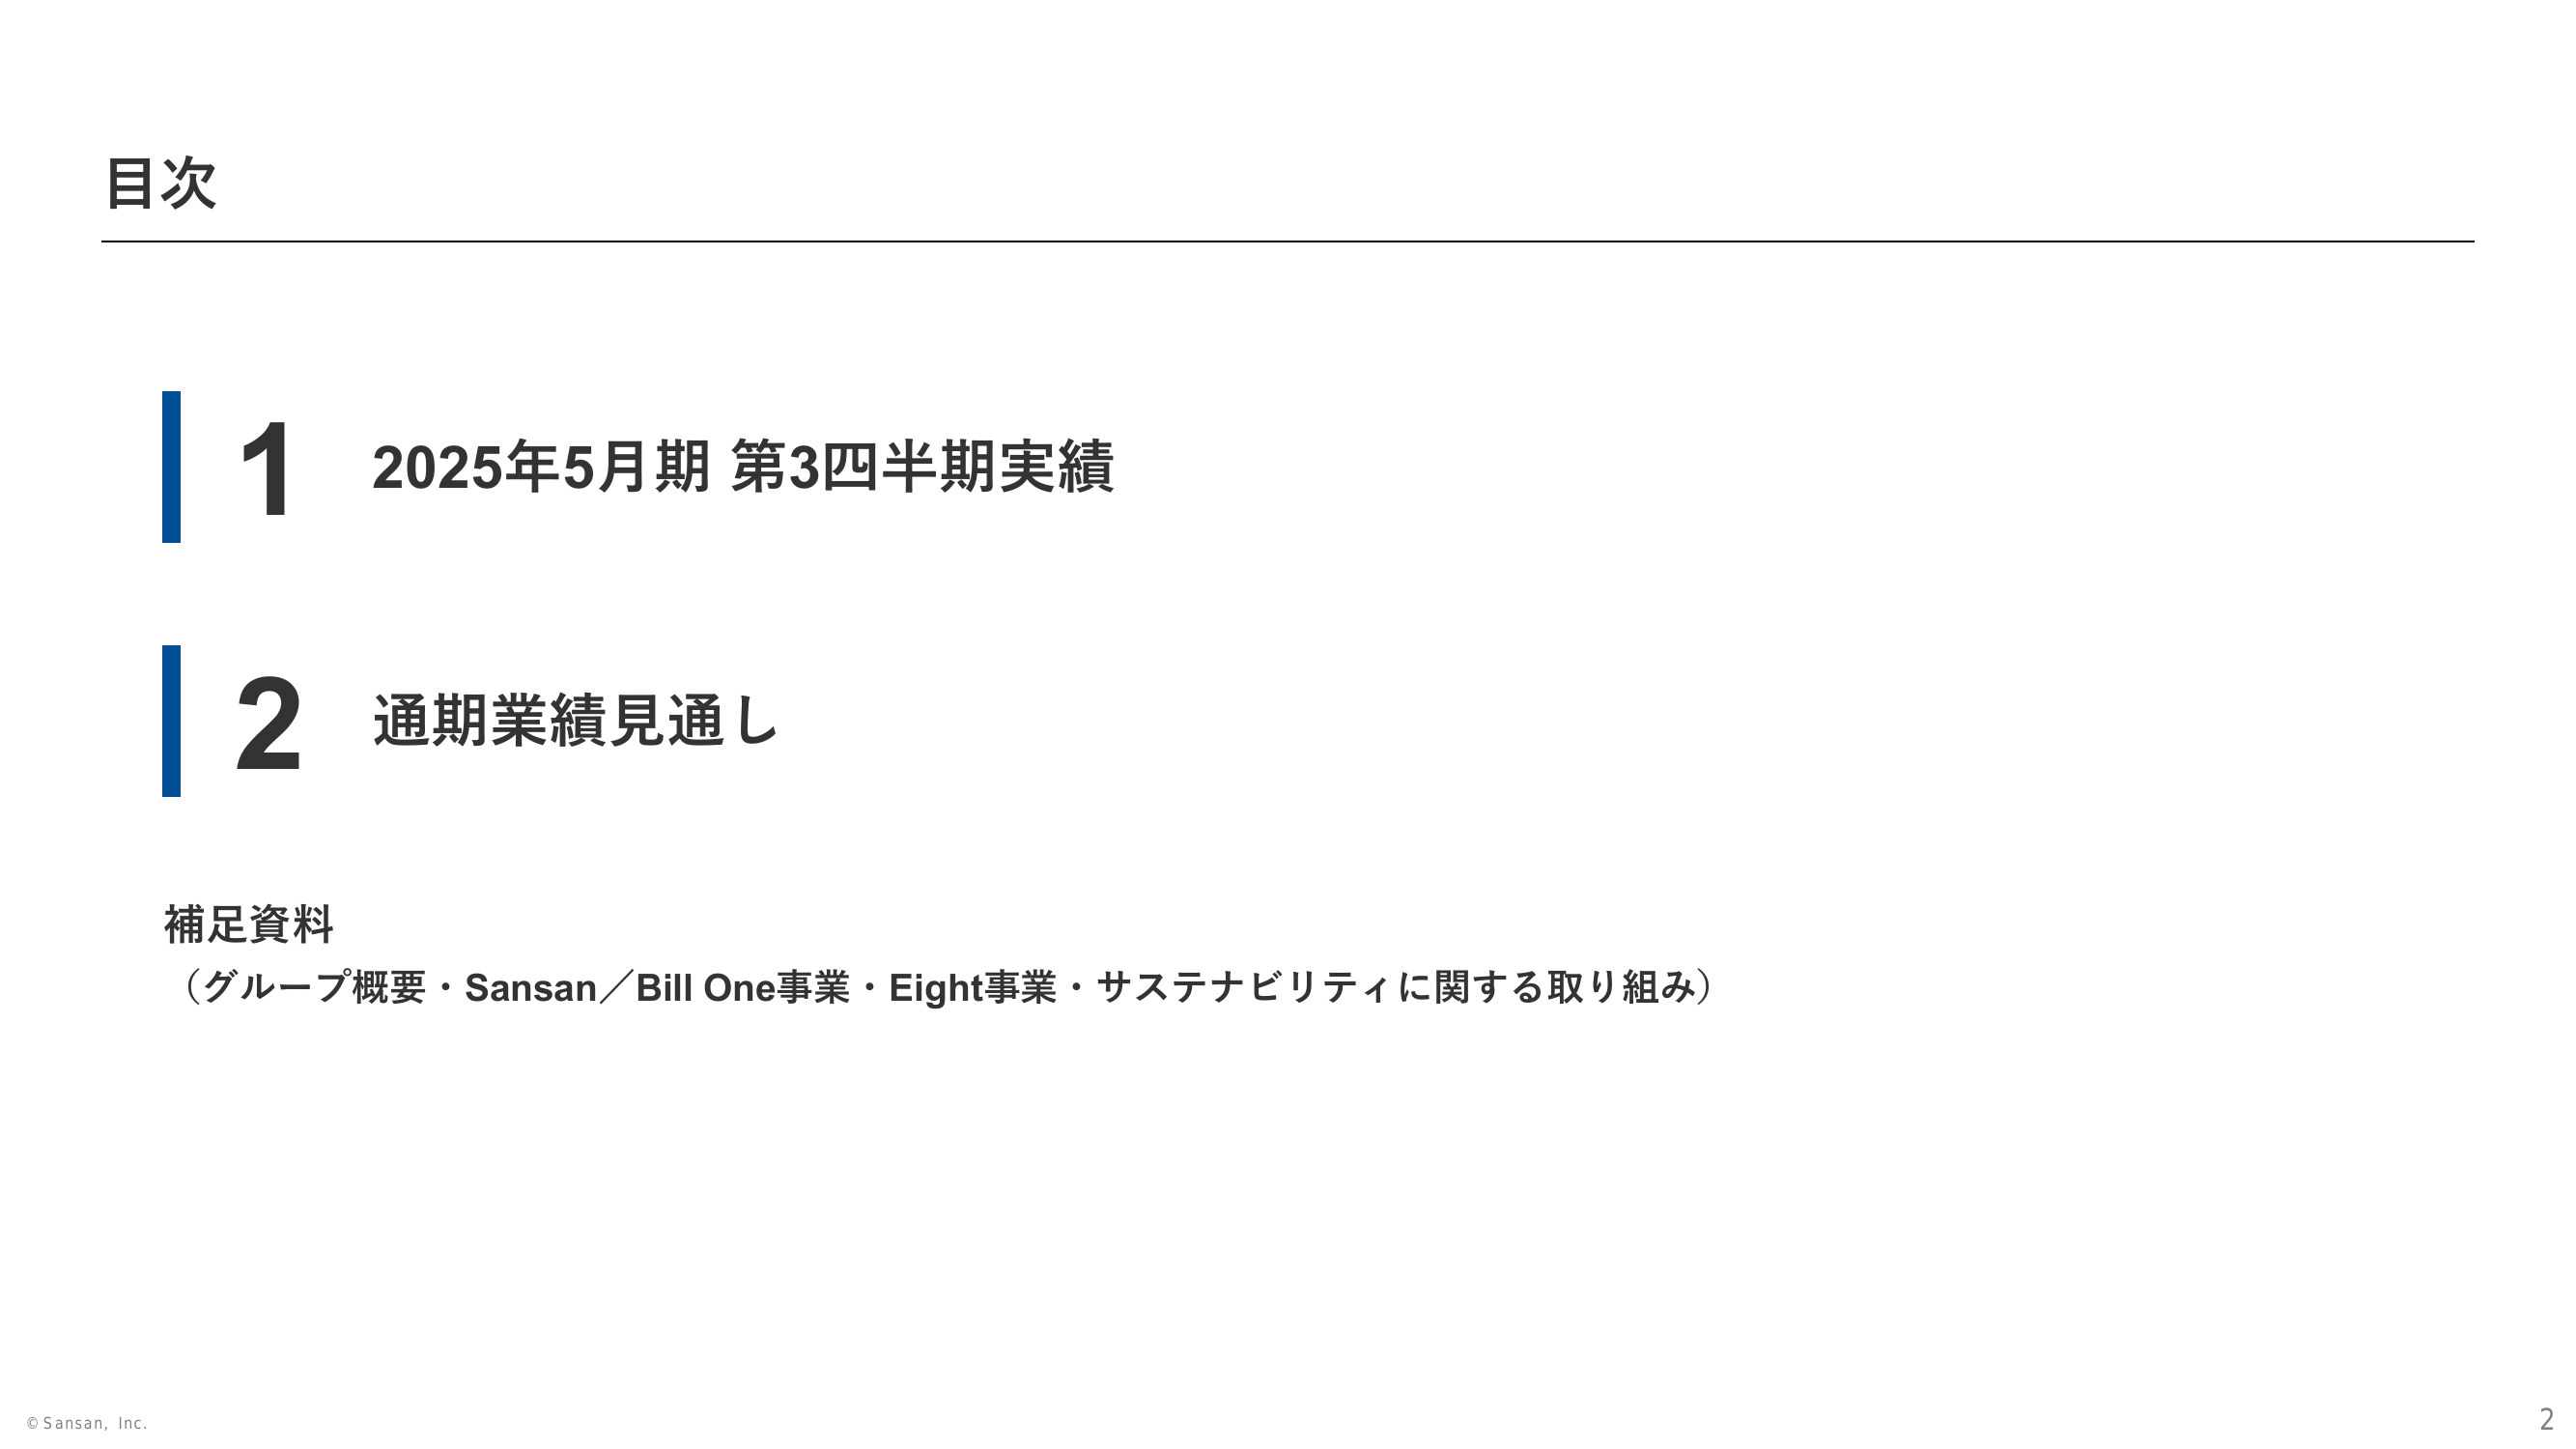 目次
1 2025年5月期 第3四半期実績
2 通期業績見通し
補足資料
（グループ概要・Sansan／Bill One事業・Eight事業・サステナビリティに関する取り組み）
©Sansan, Inc.
2